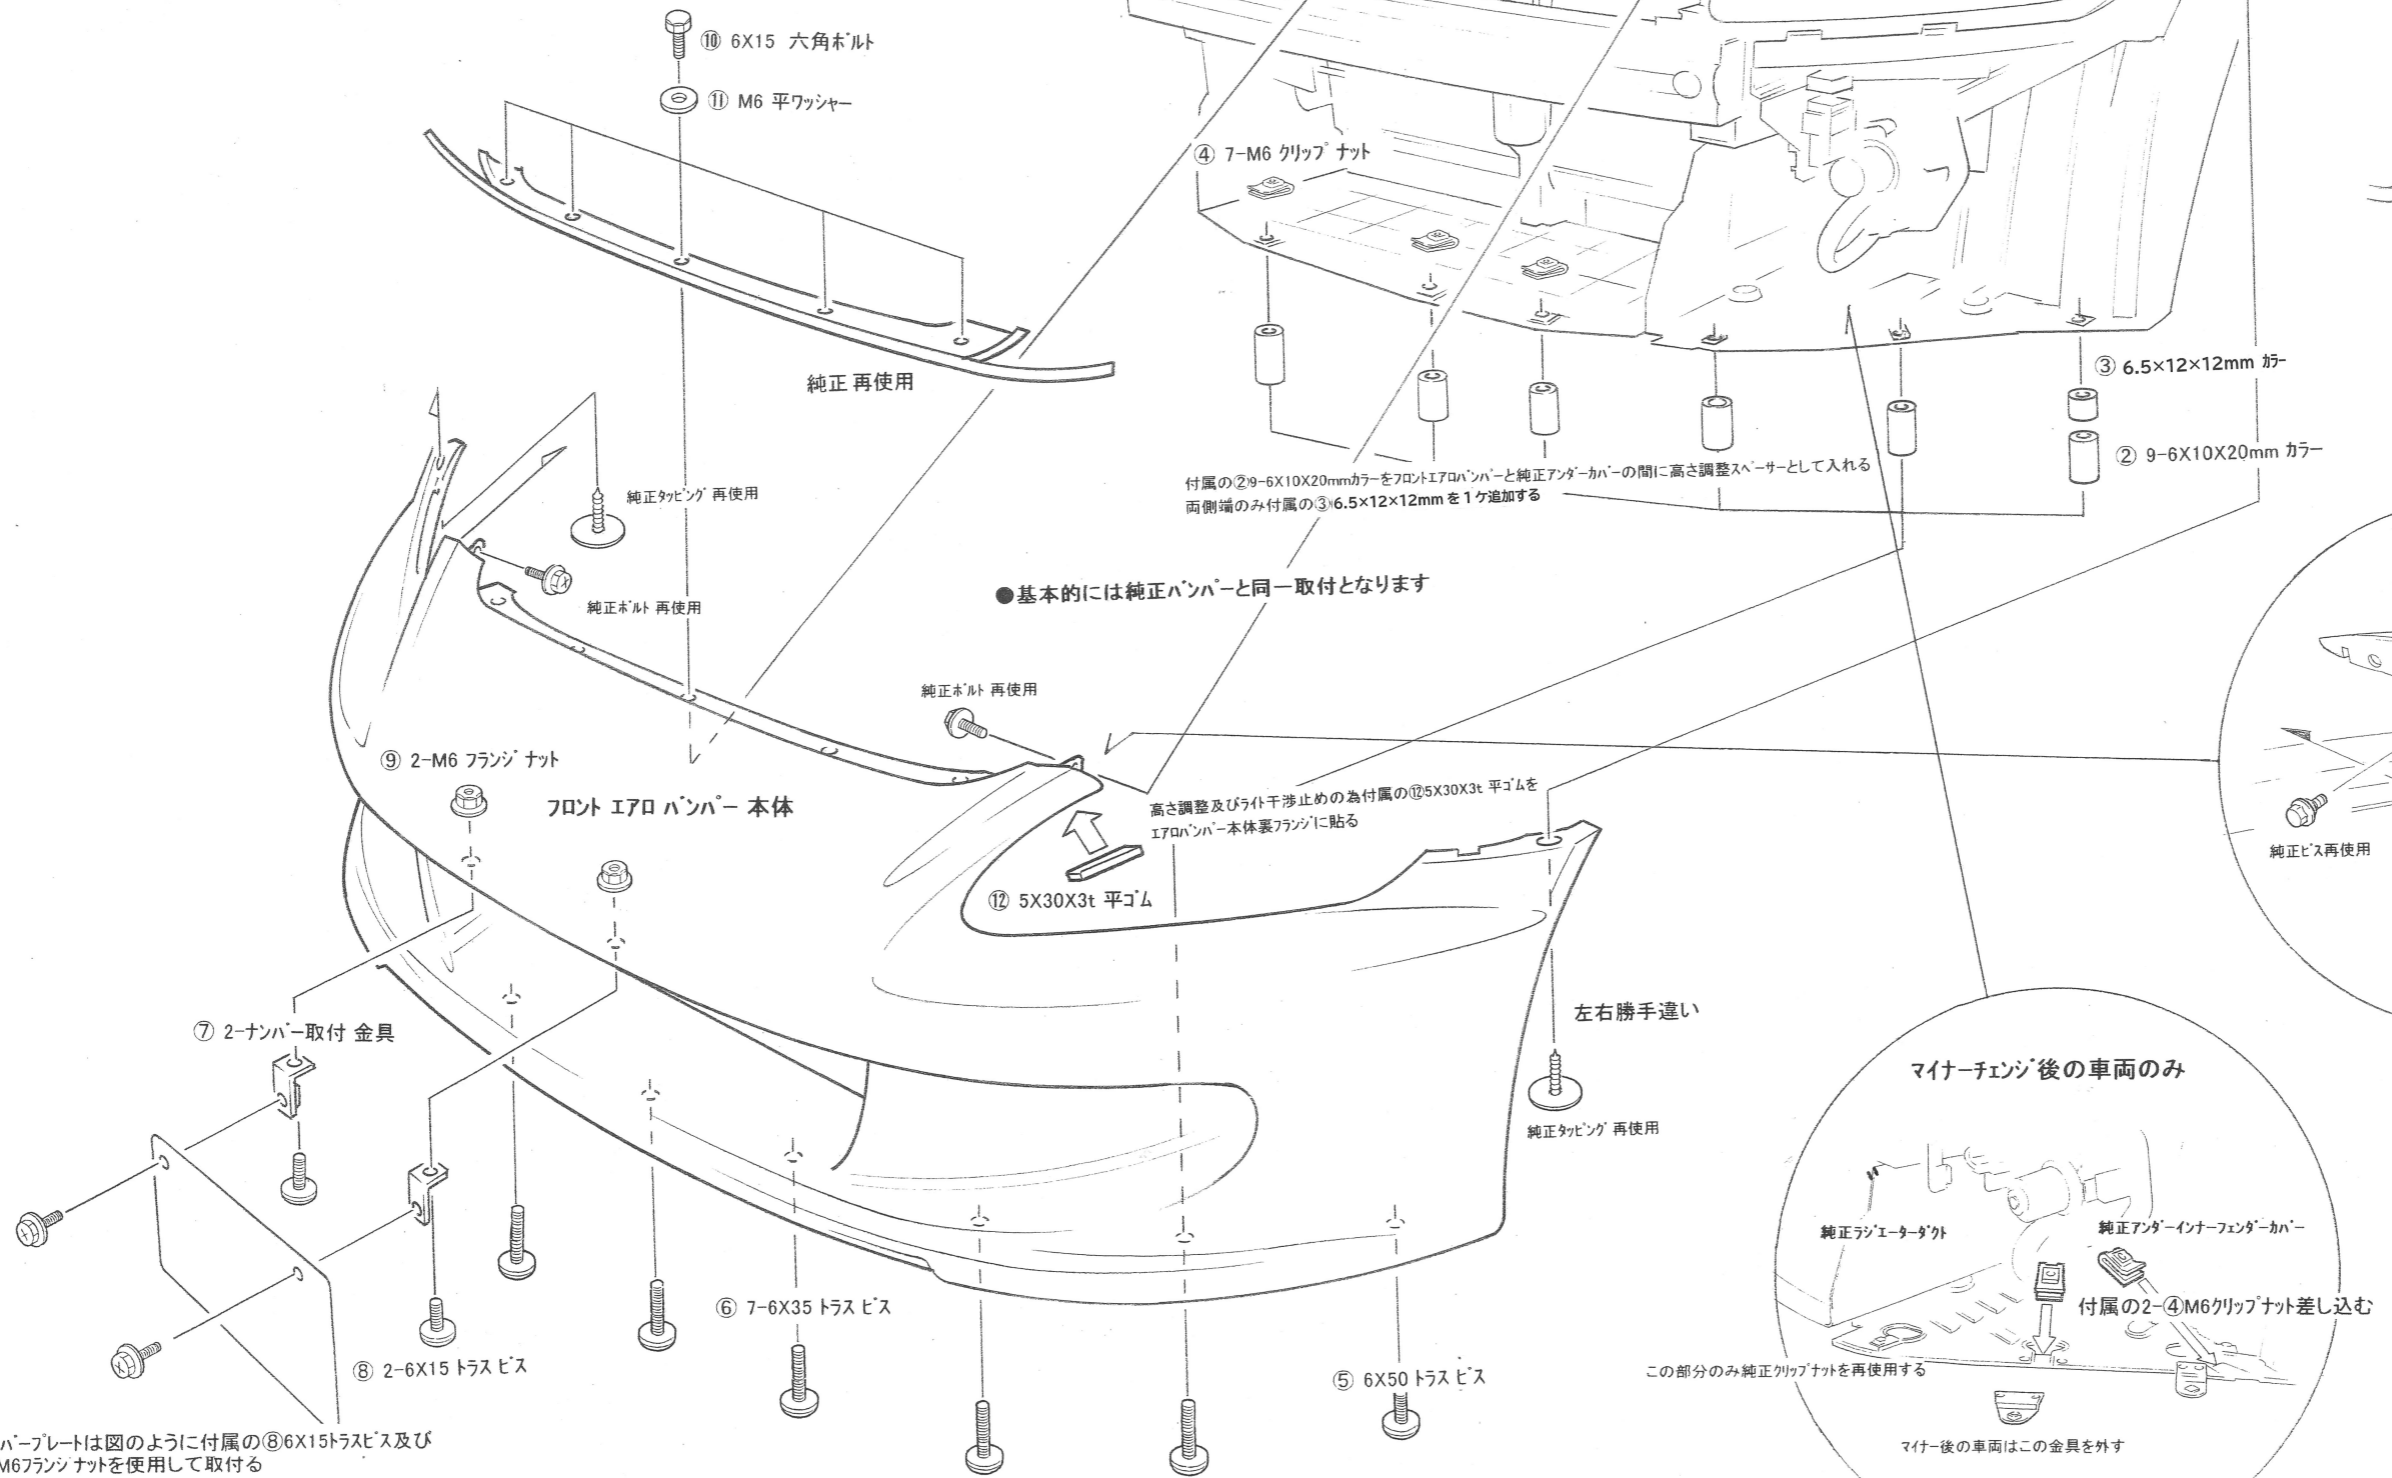 ⑩ 6X15 六角ボルト
⑪ M6 平ワッシャー
④ 7-M6 クリップナット
純正 再使用
③ 6.5×12×12mm カラー
② 9-6X10X20mm カラー
付属の②9-6X10X20mmカラーをフロントエアロバンパーと純正アンダーカバーの間に高さ調整スペーサーとして入れる
両側端のみ付属の③6.5×12×12mmを1ケ追加する
純正タッピング 再使用
純正ボルト 再使用
●基本的には純正バンパーと同一取付となります
純正ボルト 再使用
⑨ 2-M6 フランジナット
フロント エアロ バンパー 本体
高さ調整及びライト干渉止めの為付属の⑫5X30X3t 平ゴムを
エアロバンパー本体裏フランジに貼る
⑫ 5X30X3t 平ゴム
純正ビス再使用
左右勝手違い
⑦ 2-ナンバー取付 金具
マイナーチェンジ後の車両のみ
純正タッピング 再使用
純正ラジエーターダクト
純正アンダーインナーフェンダーカバー
付属の2-④M6クリップナット差し込む
⑥ 7-6X35 トラス ビス
⑧ 2-6X15 トラス ビス
⑤ 6X50 トラス ビス
この部分のみ純正クリップナットを再使用する
マイナー後の車両はこの金具を外す
バープレートは図のように付属の⑧6X15トラスビス及び
M6フランジナットを使用して取付る